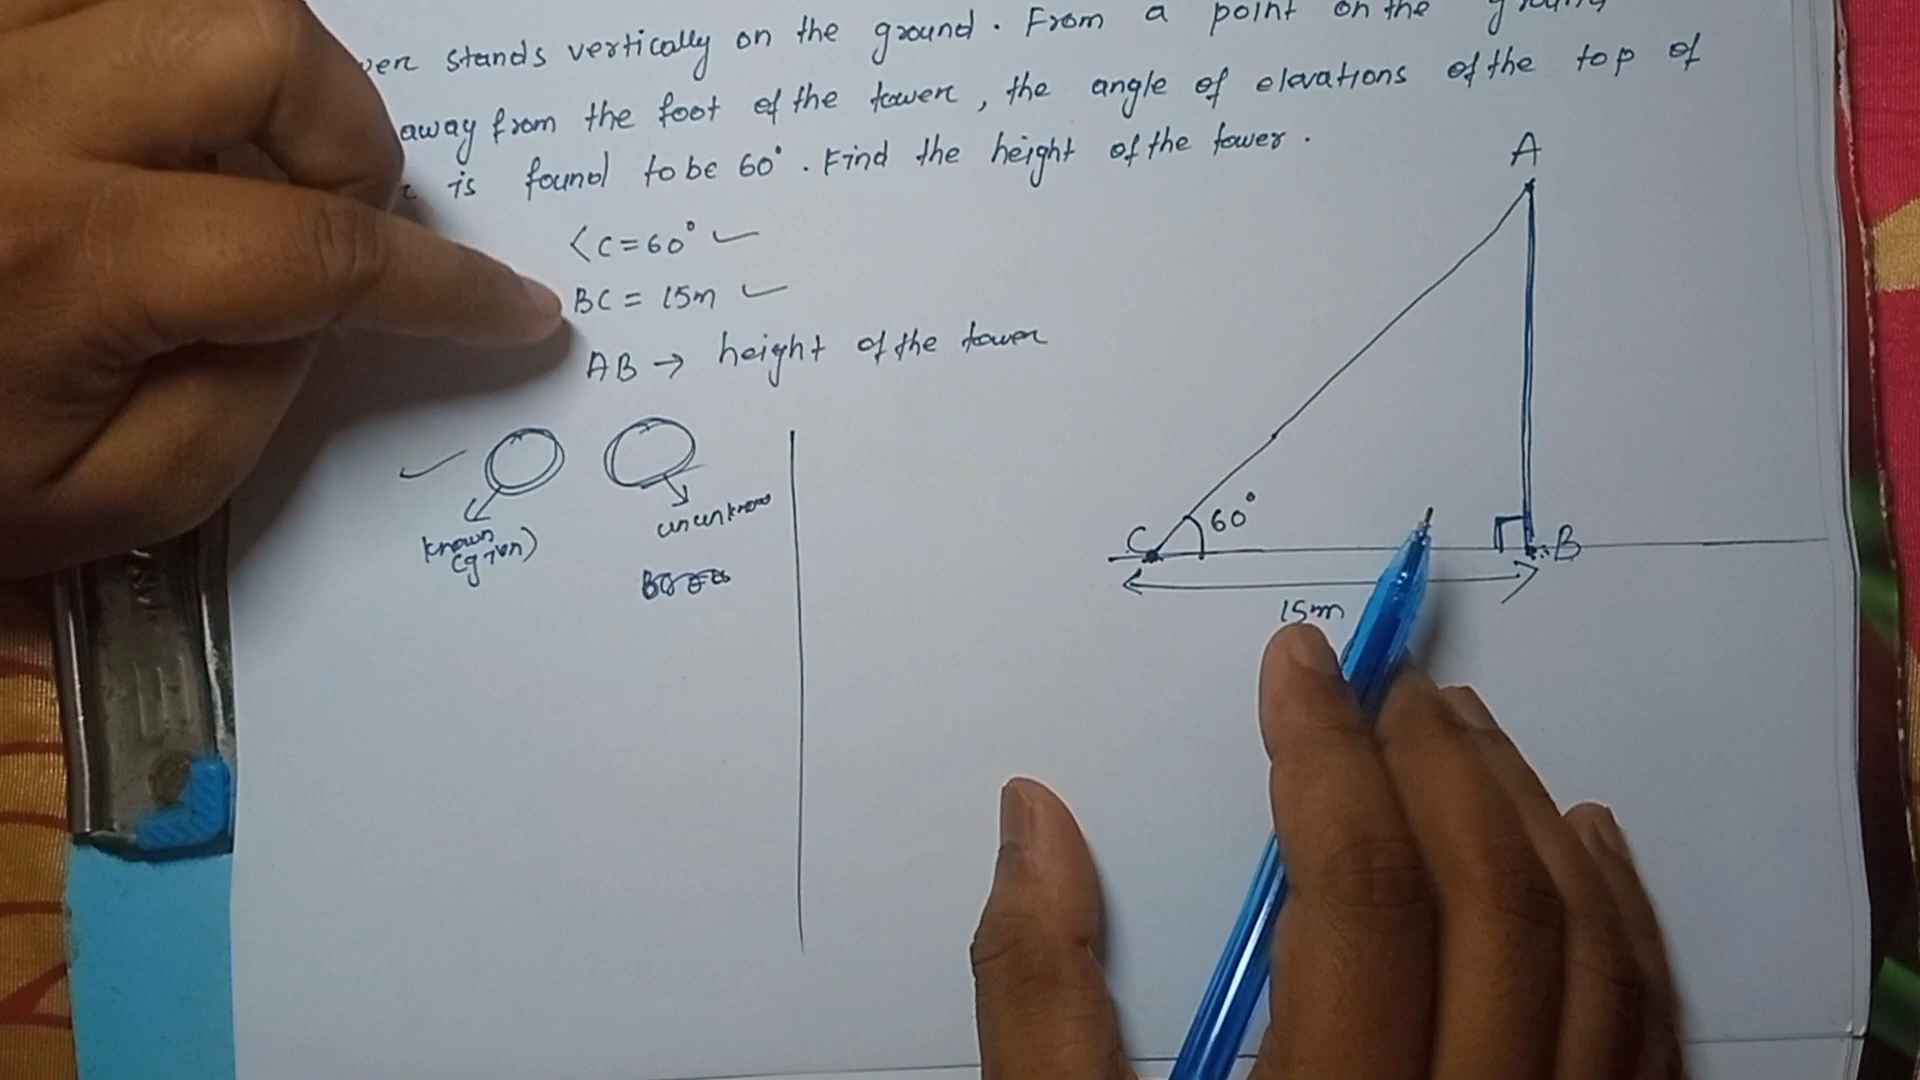 stands vertically on the ground. From a point on the ground
away from the foot of the tower, the angle of elevations of the top of
is found to be 60°. Find the height of the tower.
A
<C=60°
BC = 15m
AB → height of the tower
known
(given)
C
60°
B
15m